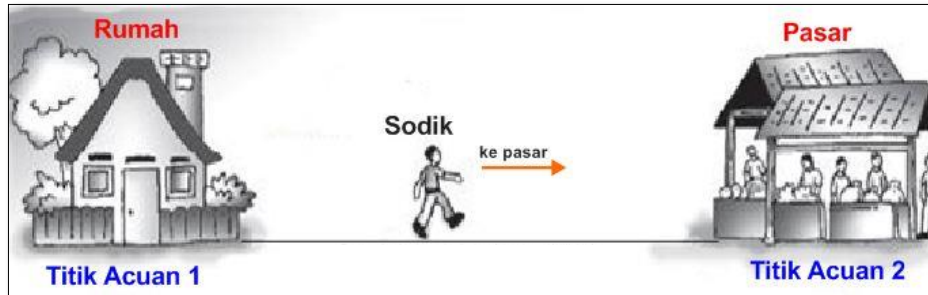 Rumah
Pasar
Sodik
ke pasar
Titik Acuan 1
Titik Acuan 2